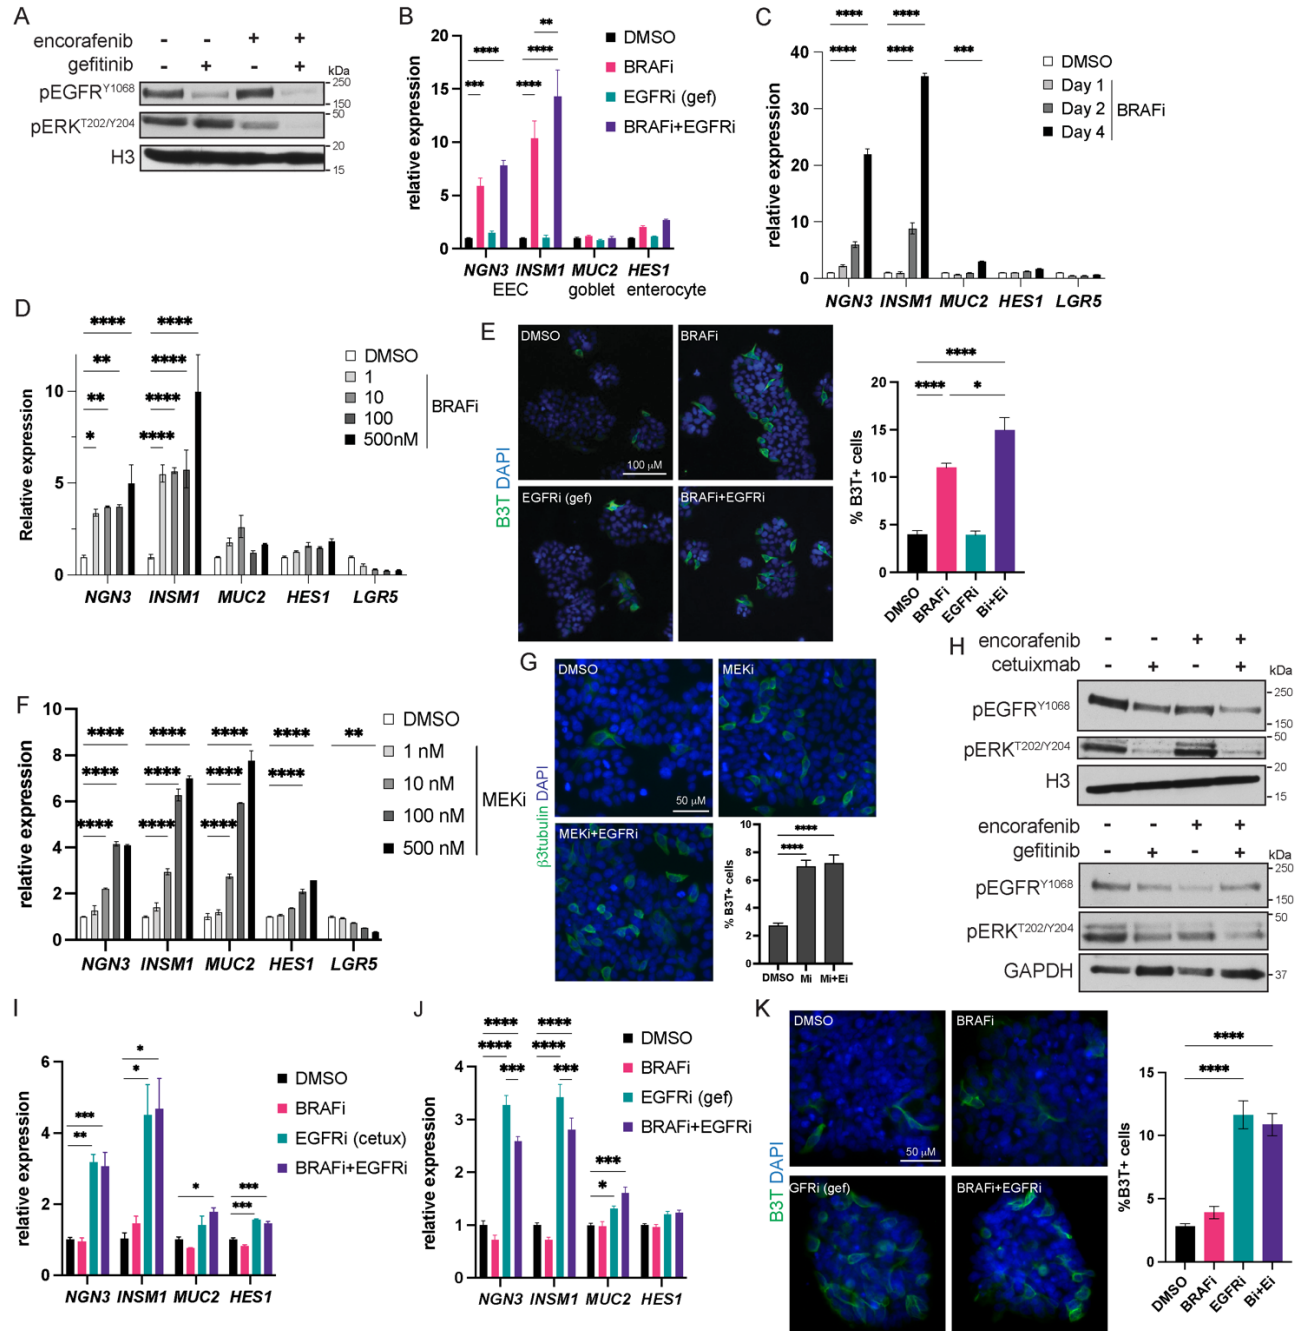 A
encorafenib - - + +
gefitinib - + - +
kDa
pEGFR^Y1068
250
150
pERK^T202/Y204
50
H3
20
15
B
relative expression
20
15
10
5
0
****
***
**
****
****
DMSO
BRAFi
EGFRi (gef)
BRAFi+EGFRi
NGN3 INSM1 MUC2 HES1
EEC goblet enterocyte
C
relative expression
40
30
20
10
0
**** ****
**** **** ***
DMSO
Day 1
Day 2
Day 4
BRAFi
NGN3 INSM1 MUC2 HES1 LGR5
D
Relative expression
10
5
0
**** ****
** ****
** ****
* ****
DMSO
1
10
100
500nM
BRAFi
NGN3 INSM1 MUC2 HES1 LGR5
E
B3T DAPI
DMSO
BRAFi
100 µM
EGFRi (gef)
BRAFi+EGFRi
% B3T+ cells
20
15
10
5
0
****
**** *
DMSO BRAFi EGFRi Bi+Ei
F
relative expression
10
8
6
4
2
0
**** **** **** **** **
**** **** **** ****
**** **** ****
DMSO
1 nM
10 nM
100 nM
500 nM
MEKi
NGN3 INSM1 MUC2 HES1 LGR5
G
β3tubulin DAPI
DMSO
MEKi
50 µM
MEKi+EGFRi
% B3T+ cells
10
8
6
4
2
0
****
****
DMSO Mi Mi+Ei
H
encorafenib - - + +
cetuixmab - + - +
kDa
pEGFR^Y1068
250
150
pERK^T202/Y204
50
H3
20
15
encorafenib - - + +
gefitinib - + - +
kDa
pEGFR^Y1068
250
150
pERK^T202/Y204
50
GAPDH
37
I
relative expression
6
4
2
0
*** * * ***
** * ***
DMSO
BRAFi
EGFRi (cetux)
BRAFi+EGFRi
NGN3 INSM1 MUC2 HES1
J
relative expression
4
3
2
1
0
**** ****
**** ****
*** *** ***
*
DMSO
BRAFi
EGFRi (gef)
BRAFi+EGFRi
NGN3 INSM1 MUC2 HES1
K
B3T DAPI
DMSO
BRAFi
50 µM
GFRi (gef)
BRAFi+EGFRi
%B3T+ cells
15
10
5
0
****
****
DMSO BRAFi EGFRi Bi+Ei